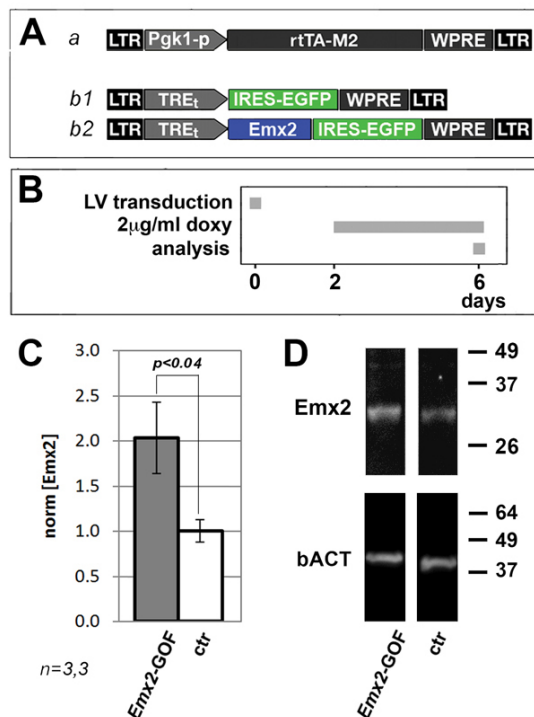 A
a LTR Pgk1-p rtTA-M2 WPRE LTR
b1 LTR TREt IRES-EGFP WPRE LTR
b2 LTR TREt Emx2 IRES-EGFP WPRE LTR
B
LV transduction
2µg/ml doxy
analysis
0 2 6
days
C
norm [Emx2]
3.0
2.5
2.0
1.5
1.0
0.5
0.0
p<0.04
Emx2-GOF
ctr
n=3,3
D
Emx2
49
37
26
bACT
64
49
37
Emx2-GOF
ctr